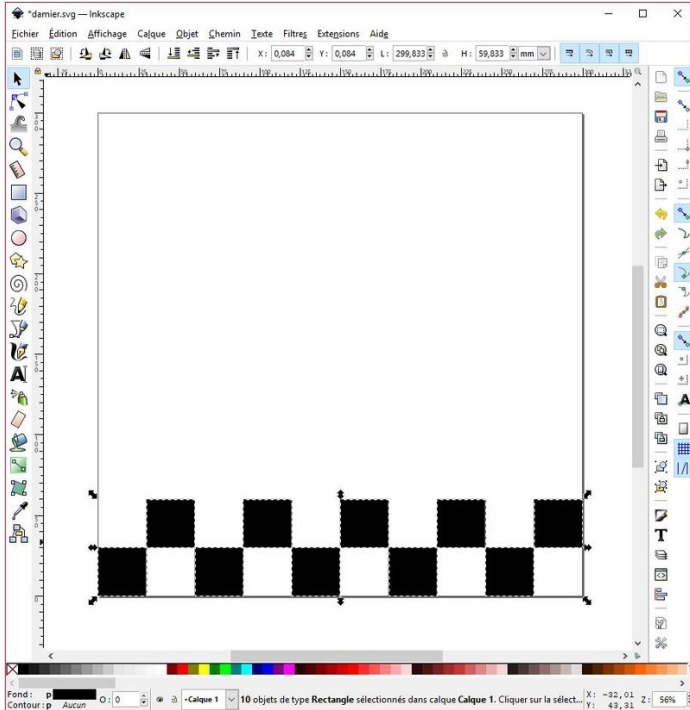 *damier.svg — Inkscape
Fichier Édition Affichage Calque Objet Chemin Texte Filtres Extensions Aide
X: 0,084 Y: 0,084 L: 299,833 H: 59,833 mm
Fond: p O: 0 -Calque 1 10 objets de type Rectangle sélectionnés dans calque Calque 1. Cliquer sur la sélect... X: -32,01 Z: 56%
Contour: p Aucun Y: 43,31